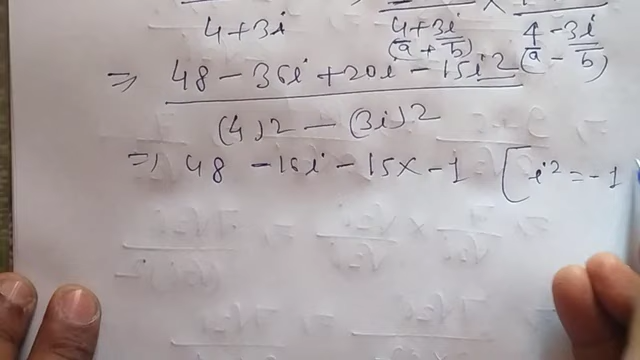 4+3i 4+3i × 4-3i
(a+b) a - b)
=> 48 - 36i + 20i - 15i2
(4)2 - (3i)2
=> 48 - 16i - 15x - 1 [i2 = -1